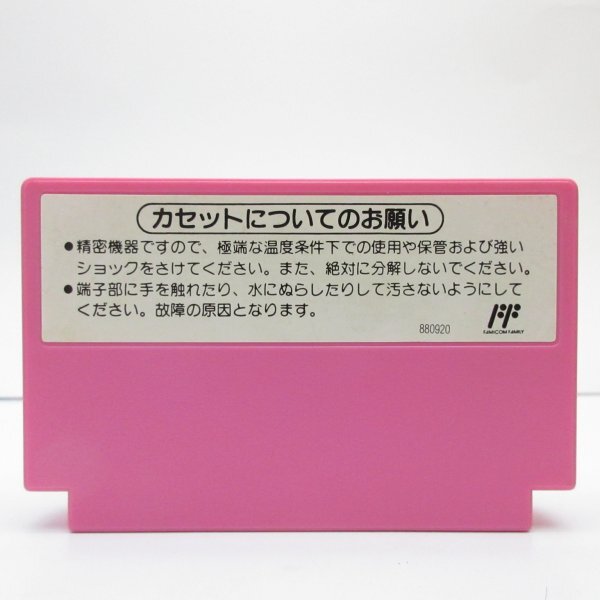 カセットについてのお願い
●精密機器ですので、極端な温度条件下での使用や保管および強い
ショックをさけてください。また、絶対に分解しないでください。
●端子部に手を触れたり、水にぬらしたりして汚さないようにして
ください。故障の原因となります。
880920
FAMICOM FAMILY